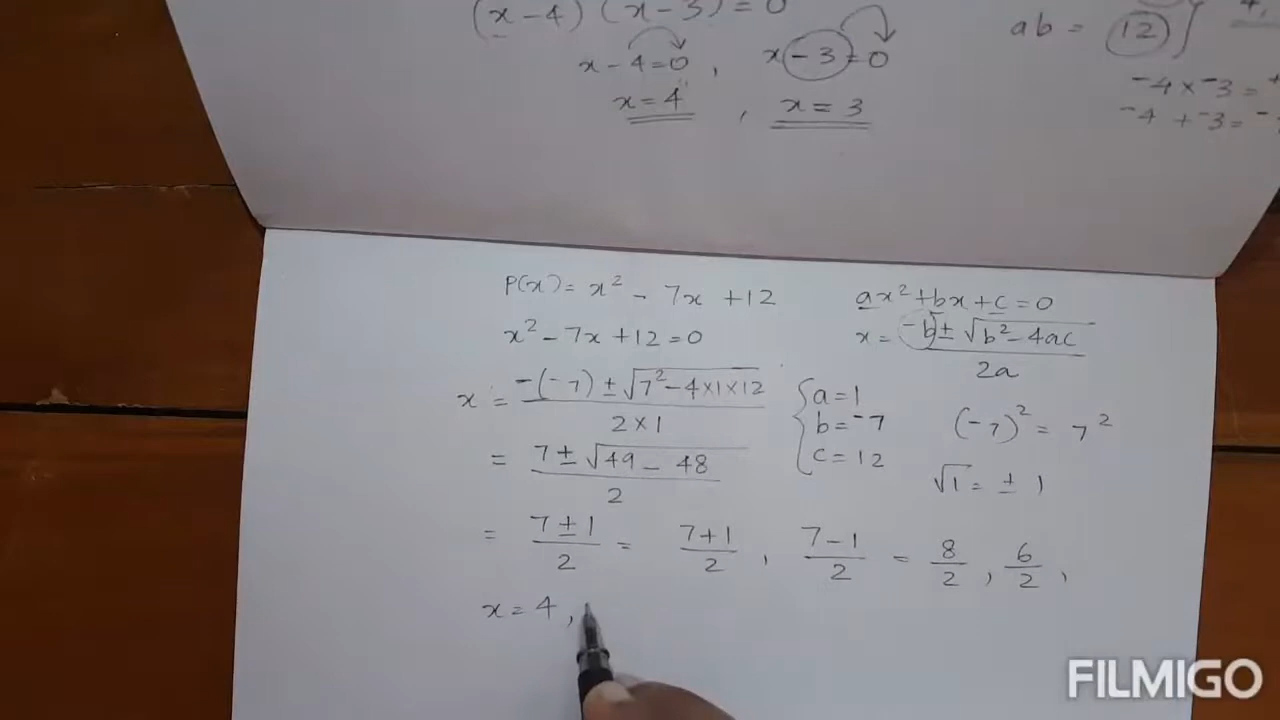 (x-4) (x-3) = 0
x-4=0, x-3=0
x=4, x=3
ab = 12
-4 × -3 =
-4 + -3 = -
P(x) = x² - 7x + 12
x² - 7x + 12 = 0
x = -(-7) ± √7² - 4×1×12 / 2×1
= 7 ± √49 - 48 / 2
= 7 ± 1 / 2 = 7+1 / 2, 7-1 / 2 = 8/2, 6/2,
x = 4,
ax² + bx + c = 0
x = -b ± √b² - 4ac / 2a
a = 1
b = -7
c = 12
(-7)² = 7²
√1 = ± 1
FILMIGO